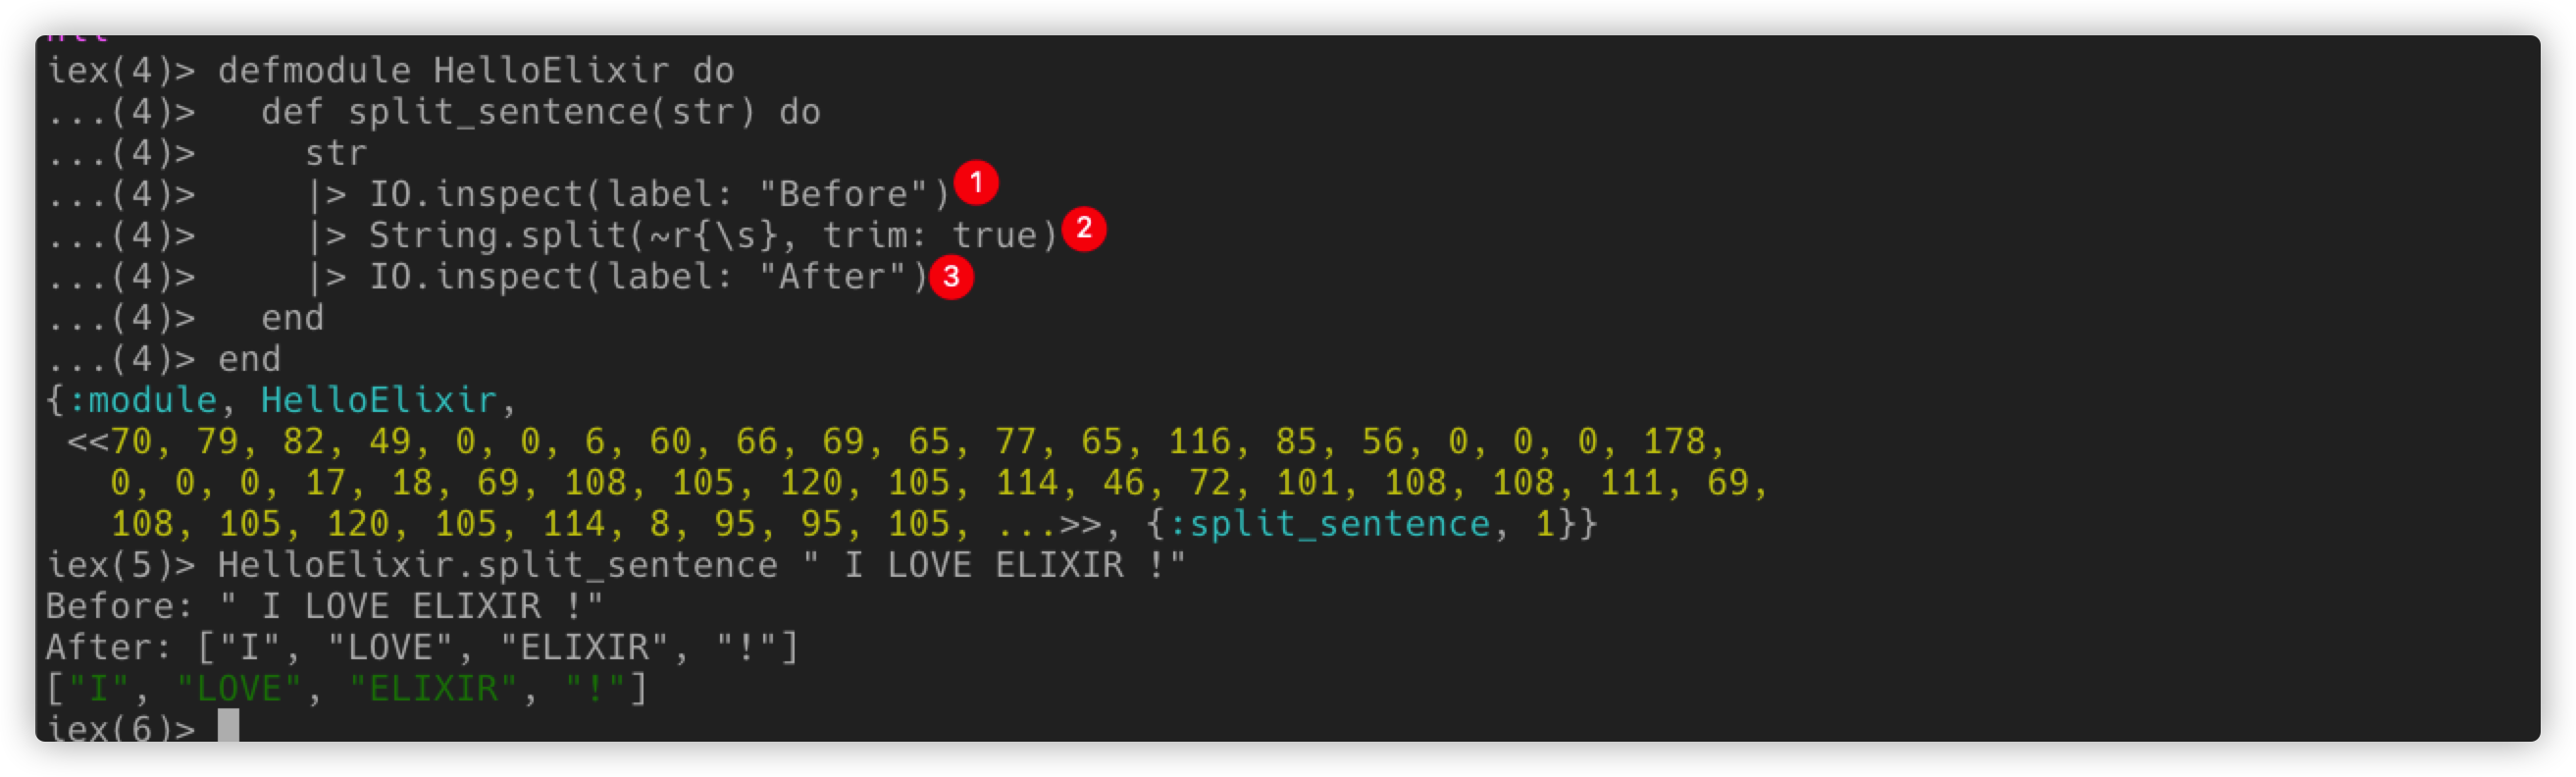 iex(4)> defmodule HelloElixir do
...(4)>   def split_sentence(str) do
...(4)>     str
...(4)>     |> IO.inspect(label: "Before") 1
...(4)>     |> String.split(~r{\s}, trim: true) 2
...(4)>     |> IO.inspect(label: "After") 3
...(4)>   end
...(4)> end
{:module, HelloElixir,
 <<70, 79, 82, 49, 0, 0, 6, 60, 66, 69, 65, 77, 65, 116, 85, 56, 0, 0, 0, 178,
   0, 0, 0, 17, 18, 69, 108, 105, 120, 105, 114, 46, 72, 101, 108, 108, 111, 69,
   108, 105, 120, 105, 114, 8, 95, 95, 105, ...>>, {:split_sentence, 1}}
iex(5)> HelloElixir.split_sentence " I LOVE ELIXIR !"
Before: " I LOVE ELIXIR !"
After: ["I", "LOVE", "ELIXIR", "!"]
["I", "LOVE", "ELIXIR", "!"]
iex(6)>